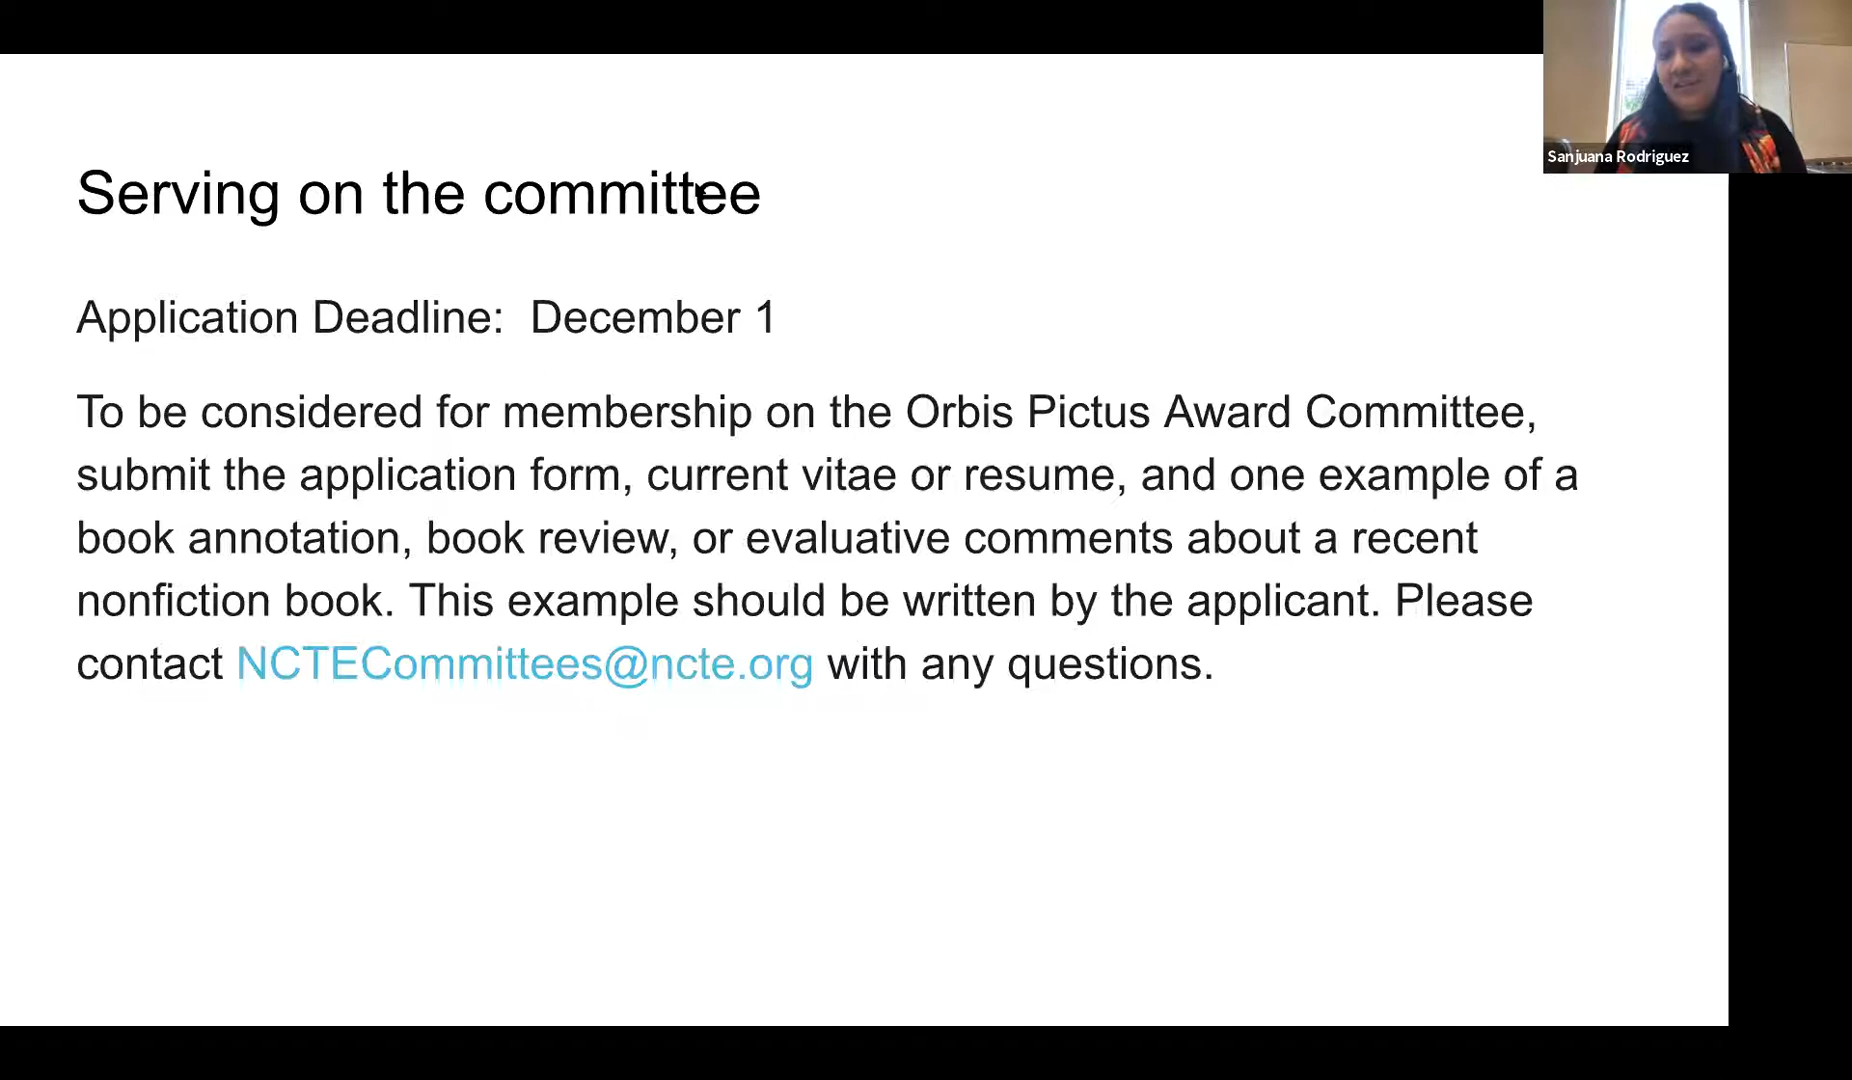 Sanjuana Rodriguez
Serving on the committee
Application Deadline:  December 1
To be considered for membership on the Orbis Pictus Award Committee,
submit the application form, current vitae or resume, and one example of a
book annotation, book review, or evaluative comments about a recent
nonfiction book. This example should be written by the applicant. Please
contact NCTECommittees@ncte.org with any questions.